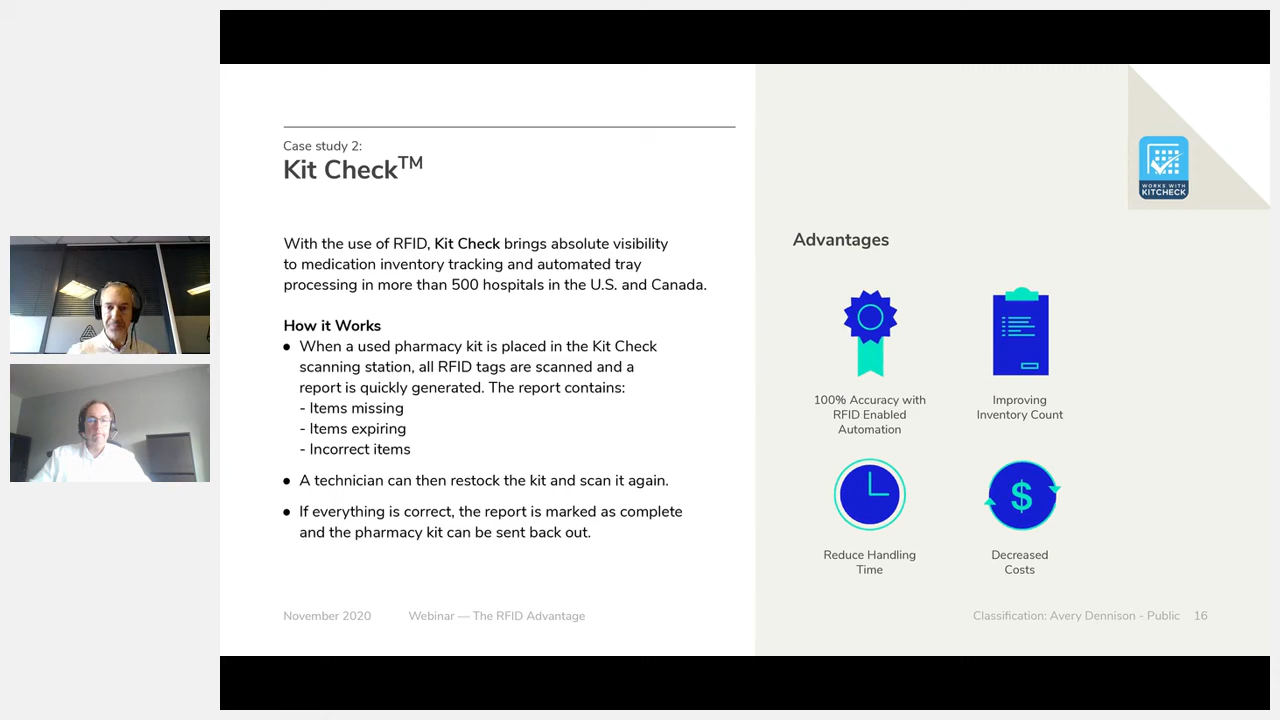 Case study 2:
Kit Check™
With the use of RFID, Kit Check brings absolute visibility
to medication inventory tracking and automated tray
processing in more than 500 hospitals in the U.S. and Canada.
How it Works
● When a used pharmacy kit is placed in the Kit Check
scanning station, all RFID tags are scanned and a
report is quickly generated. The report contains:
- Items missing
- Items expiring
- Incorrect items
● A technician can then restock the kit and scan it again.
● If everything is correct, the report is marked as complete
and the pharmacy kit can be sent back out.
November 2020 Webinar — The RFID Advantage
WORKS WITH
KITCHECK
Advantages
100% Accuracy with
RFID Enabled
Automation
Improving
Inventory Count
Reduce Handling
Time
$
Decreased
Costs
Classification: Avery Dennison - Public 16